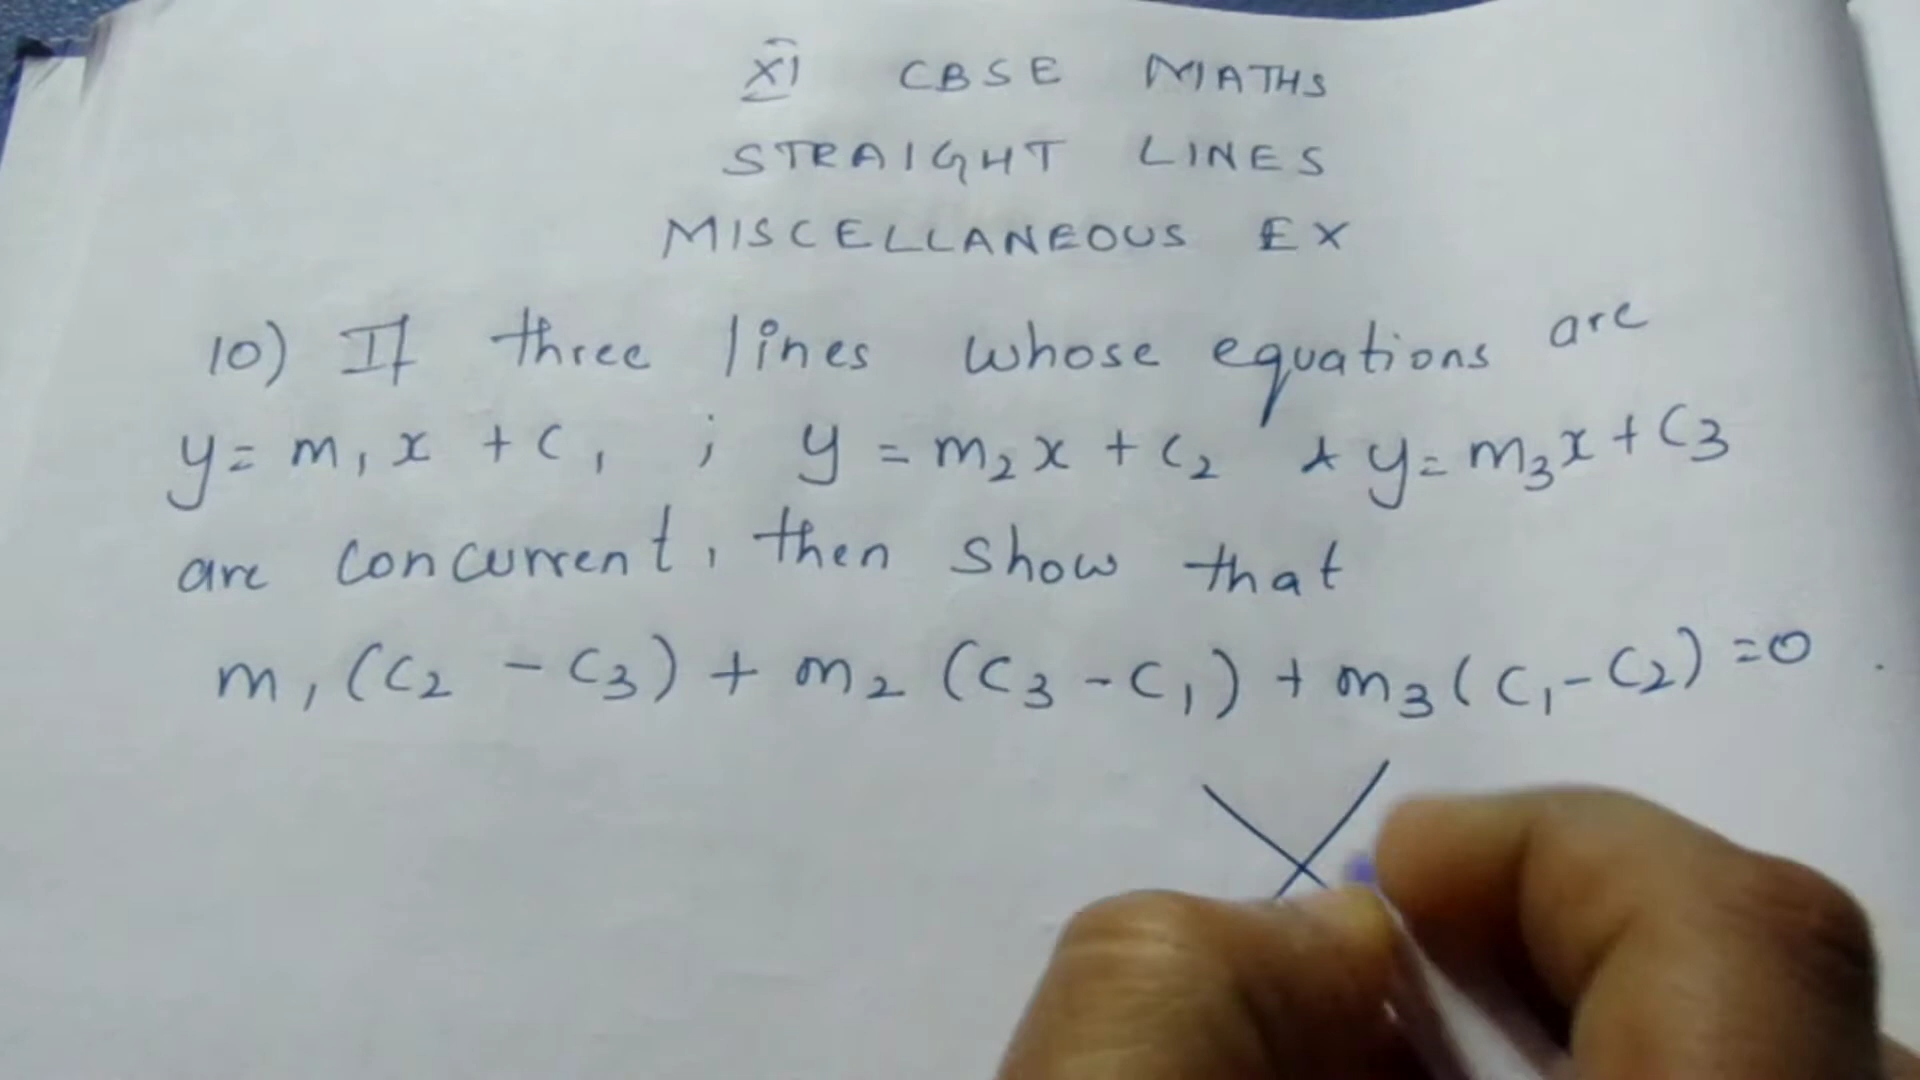 XI CBSE MATHS
STRAIGHT LINES
MISCELLANEOUS EX
10) If three lines whose equations are
y = m₁x + c₁ ; y = m₂x + c₂ & y = m₃x + c₃
are concurrent, then show that
m₁(c₂ - c₃) + m₂(c₃ - c₁) + m₃(c₁ - c₂) = 0.